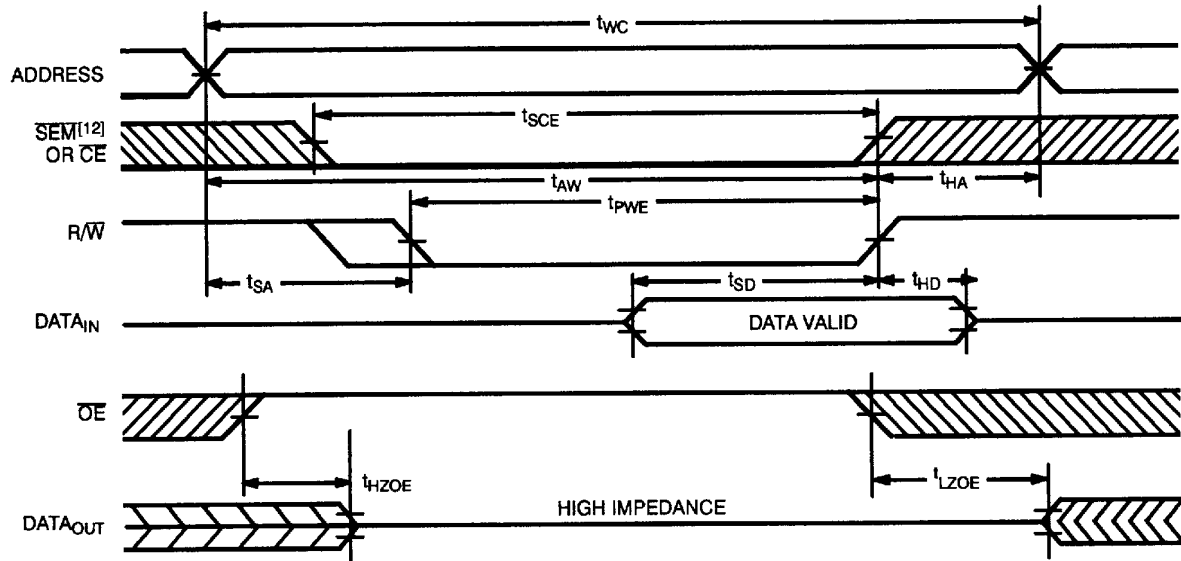 tWC
ADDRESS
tSCE
SEM[12]
OR CE
tAW
tHA
tPWE
R/W
tSA
tSD
tHD
DATAIN
DATA VALID
OE
tHZOE
tLZOE
HIGH IMPEDANCE
DATAOUT